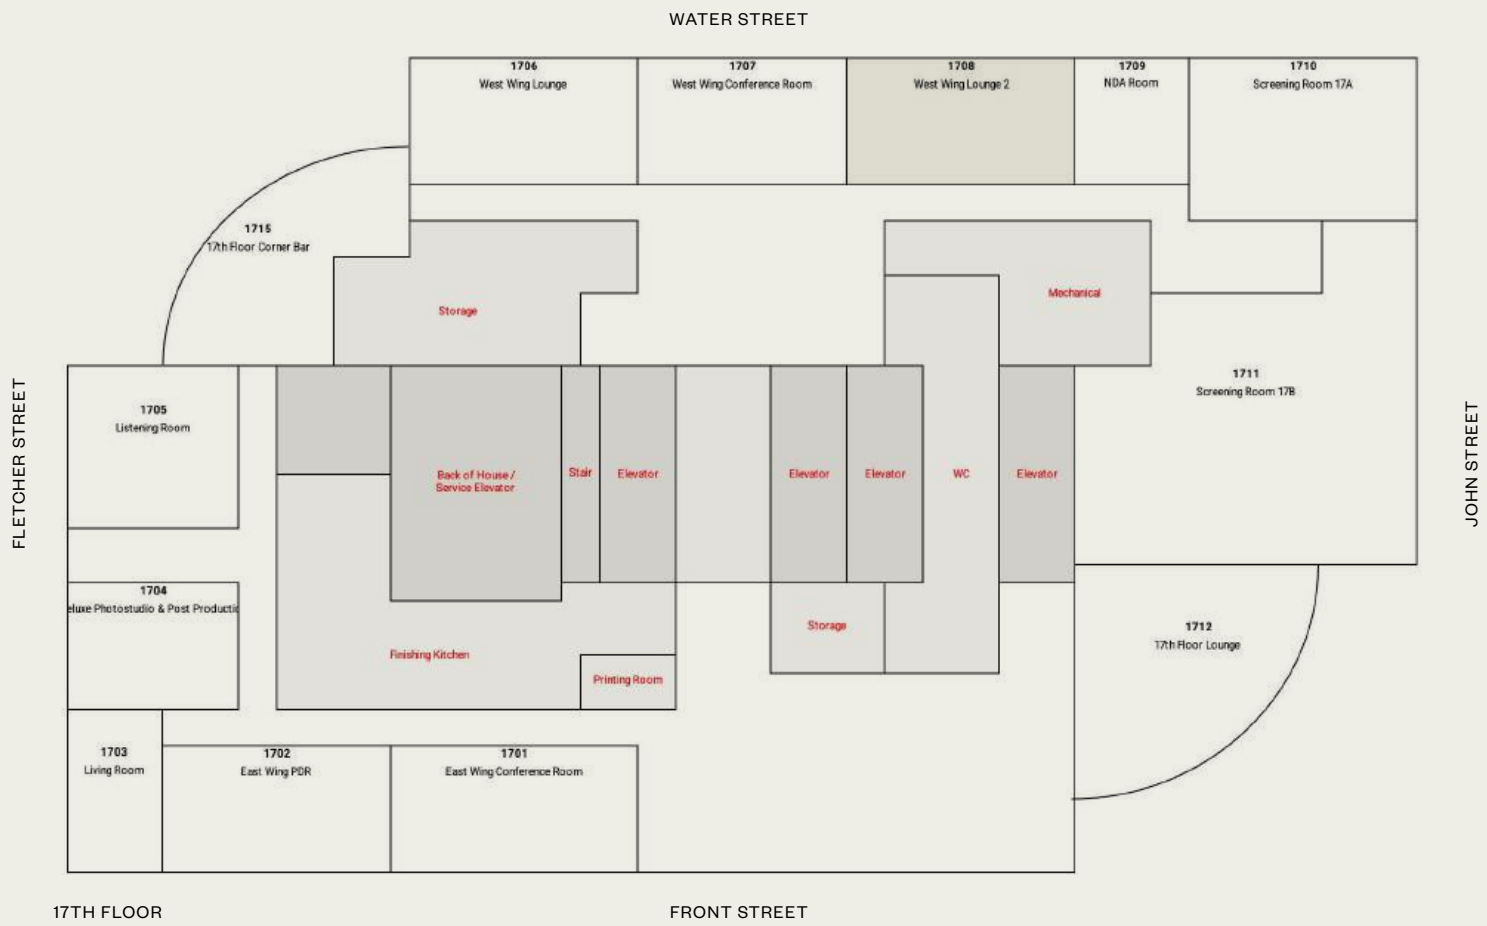 WATER STREET
1706
West Wing Lounge
1707
West Wing Conference Room
1708
West Wing Lounge 2
1709
NDA Room
1710
Screening Room 17A
1715
17th Floor Corner Bar
Storage
Mechanical
1711
Screening Room 17B
FLETCHER STREET
JOHN STREET
1705
Listening Room
Back of House /
Service Elevator
Stair
Elevator
Elevator
Elevator
WC
Elevator
1704
eluxe Photostudio & Post Productic
Finishing Kitchen
Printing Room
Storage
1712
17th Floor Lounge
1703
Living Room
1702
East Wing PDR
1701
East Wing Conference Room
17TH FLOOR
FRONT STREET